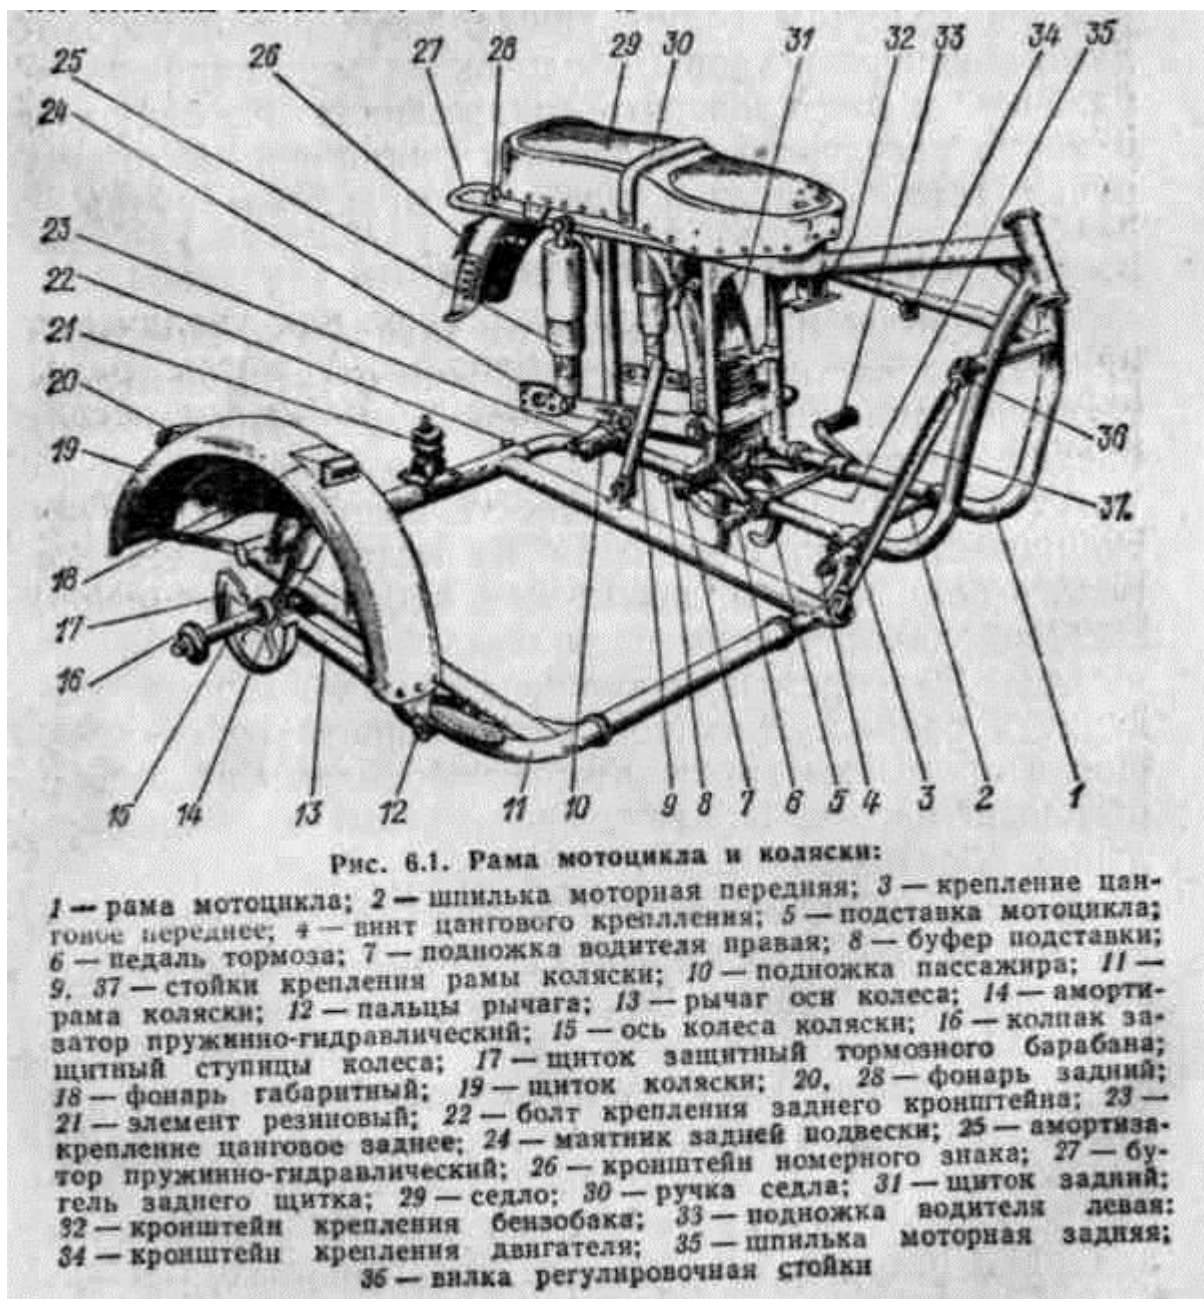 25
26
27
28
29
30
31
32
33
34
35
24
23
22
21
20
19
18
17
16
36
37
15
14
13
12
11
10
9
8
7
6
5
4
3
2
1
Рис. 6.1. Рама мотоцикла и коляски:
1 — рама мотоцикла; 2 — шпилька моторная передняя; 3 — крепление цан-
говое переднее; 4 — винт цангового крепллення; 5 — подставка мотоцикла;
6 — педаль тормоза; 7 — подножка водителя правая; 8 — буфер подставки;
9, 37 — стойки крепления рамы коляски; 10 — подножка пассажира; 11 —
рама коляски; 12 — пальцы рычага; 13 — рычаг оси колеса; 14 — аморти-
затор пружинно-гидравлический; 15 — ось колеса коляски; 16 — колпак за-
щитный ступицы колеса; 17 — щиток защитный тормозного барабана;
18 — фонарь габаритный; 19 — щиток коляски; 20, 28 — фонарь задний;
21 — элемент резиновый; 22 — болт крепления заднего кронштейна; 23 —
крепление цанговое заднее; 24 — маятник задней подвески; 25 — амортиза-
тор пружинно-гидравлический; 26 — кронштейн номерного знака; 27 — бу-
гель заднего щитка; 29 — седло; 30 — ручка седла; 31 — щиток задний;
32 — кронштейн крепления бензобака; 33 — подножка водителя левая:
34 — кронштейн крепления двигателя; 35 — шпилька моторная задняя;
36 — вилка регулировочная стойки